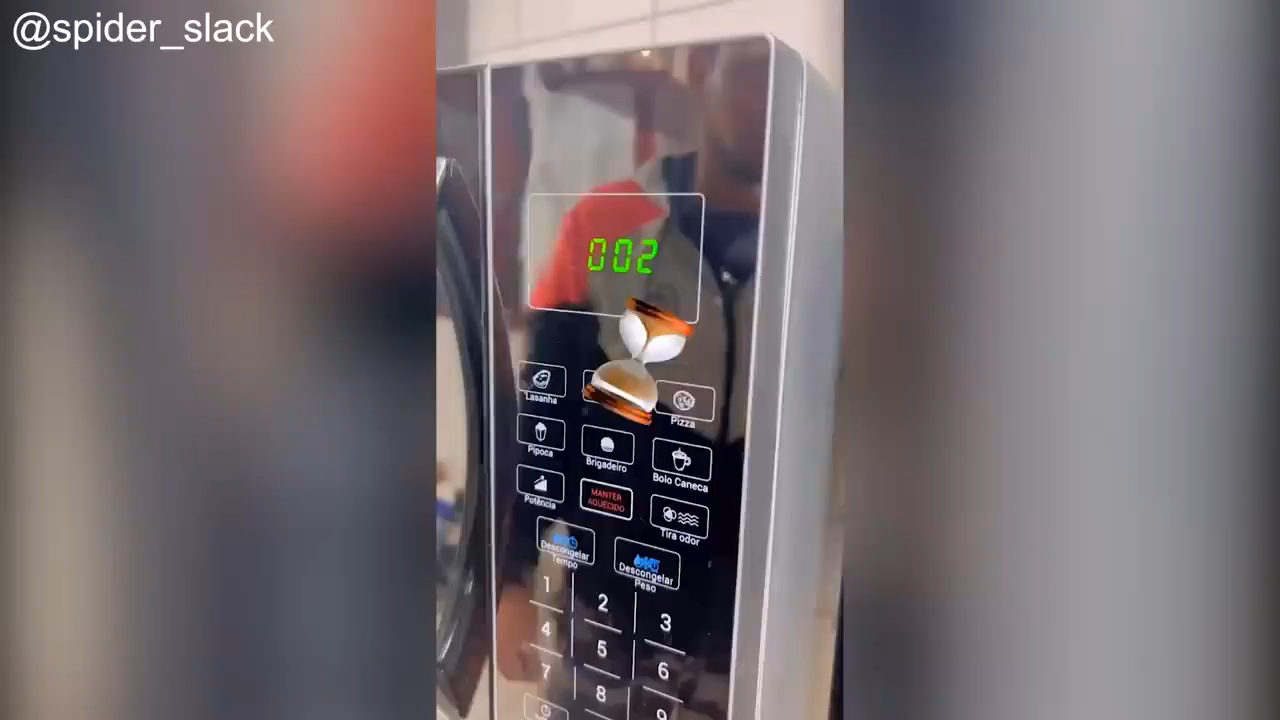 @spider_slack
002
Lasanha
Pizza
Pipoca
Brigadeiro
Bolo Caneca
Potência
MANTER
AQUECIDO
Tira odor
Descongelar
Tempo
Descongelar
Peso
1
2
3
4
5
6
7
8
9